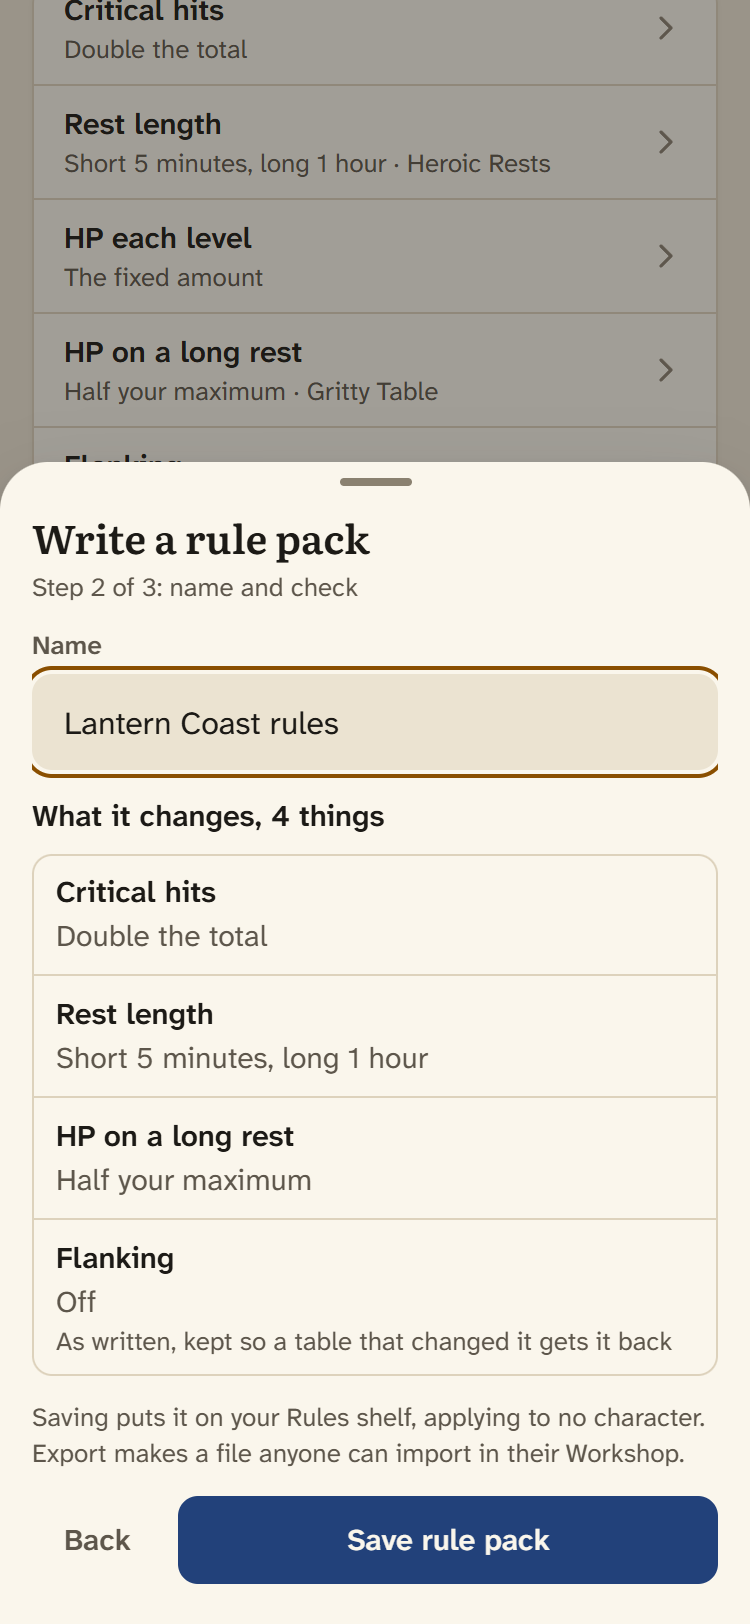 Critical hits
Double the total
Rest length
Short 5 minutes, long 1 hour · Heroic Rests
HP each level
The fixed amount
HP on a long rest
Half your maximum · Gritty Table
Flanking
Write a rule pack
Step 2 of 3: name and check
Name
Lantern Coast rules
What it changes, 4 things
Critical hits
Double the total
Rest length
Short 5 minutes, long 1 hour
HP on a long rest
Half your maximum
Flanking
Off
As written, kept so a table that changed it gets it back
Saving puts it on your Rules shelf, applying to no character.
Export makes a file anyone can import in their Workshop.
Back
Save rule pack